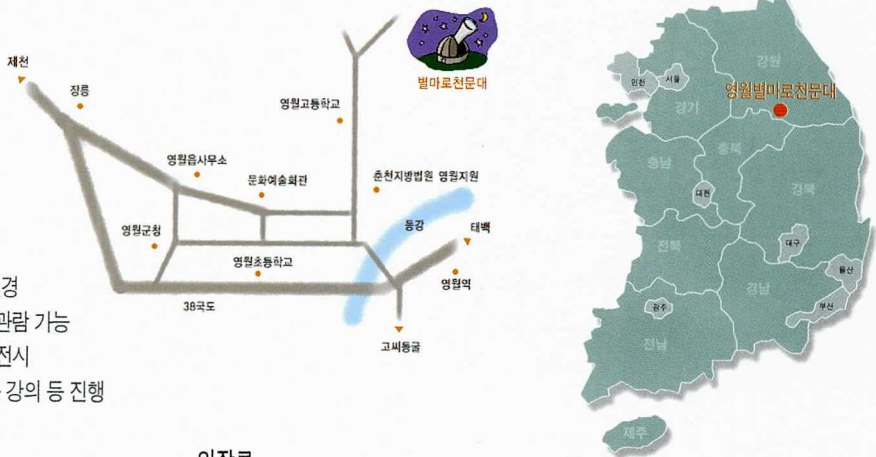 제천
장릉
영월고등학교
별마로천문대
영월읍사무소
문화예술회관
춘천지방법원 영월지원
영월군청
동강
태백
영월초등학교
영월역
38국도
고씨동굴
경
관람 가능
전시
강의 등 진행
강원
인천
서울
영월별마로천문대
경기
충북
충남
대전
경북
전북
대구
울산
경남
부산
광주
전남
제주